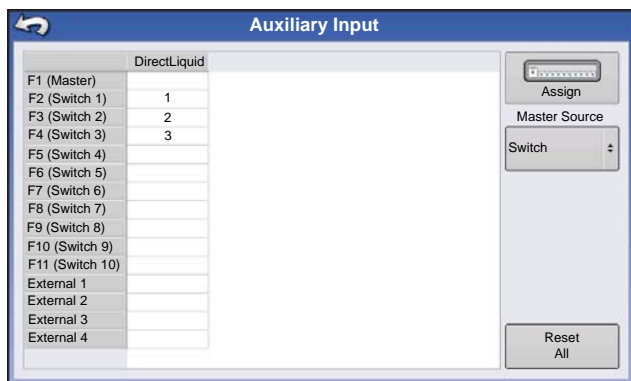 Auxiliary Input
DirectLiquid
F1 (Master)
F2 (Switch 1) 1
F3 (Switch 2) 2
F4 (Switch 3) 3
F5 (Switch 4)
F6 (Switch 5)
F7 (Switch 6)
F8 (Switch 7)
F9 (Switch 8)
F10 (Switch 9)
F11 (Switch 10)
External 1
External 2
External 3
External 4
Assign
Master Source
Switch
Reset
All